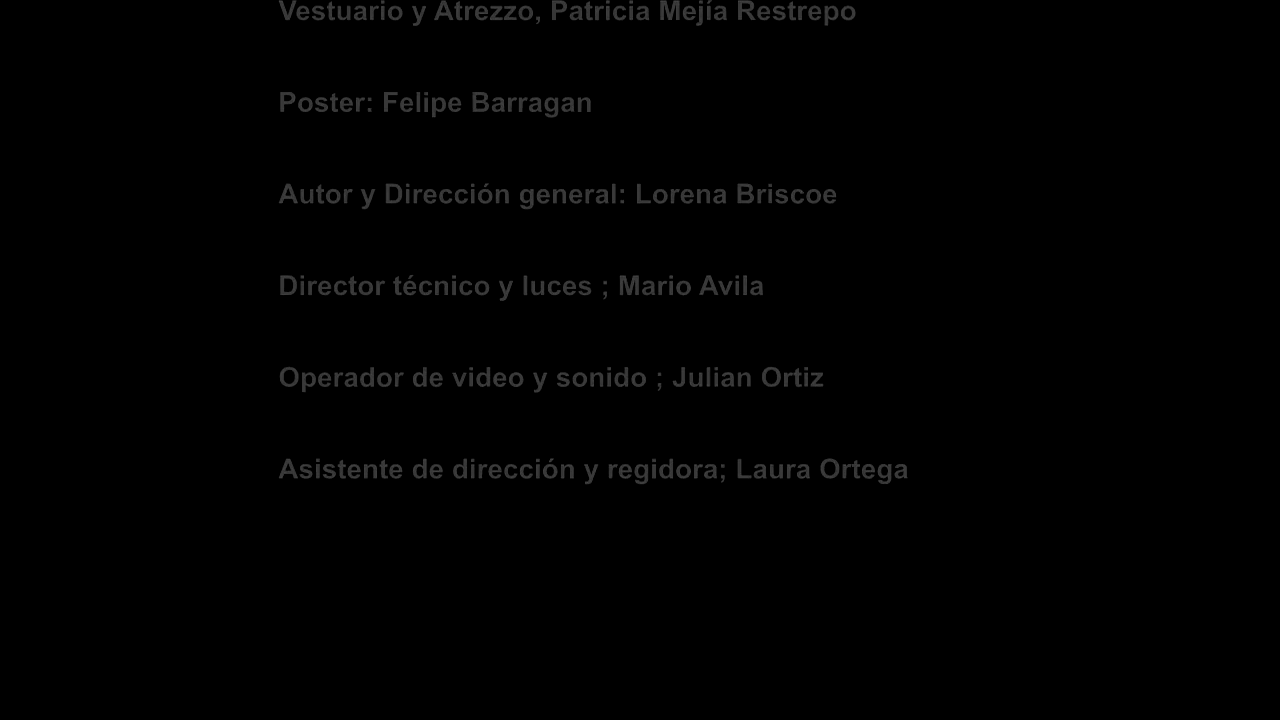 Vestuario y Atrezzo, Patricia Mejía Restrepo
Poster: Felipe Barragan
Autor y Dirección general: Lorena Briscoe
Director técnico y luces ; Mario Avila
Operador de video y sonido ; Julian Ortiz
Asistente de dirección y regidora; Laura Ortega